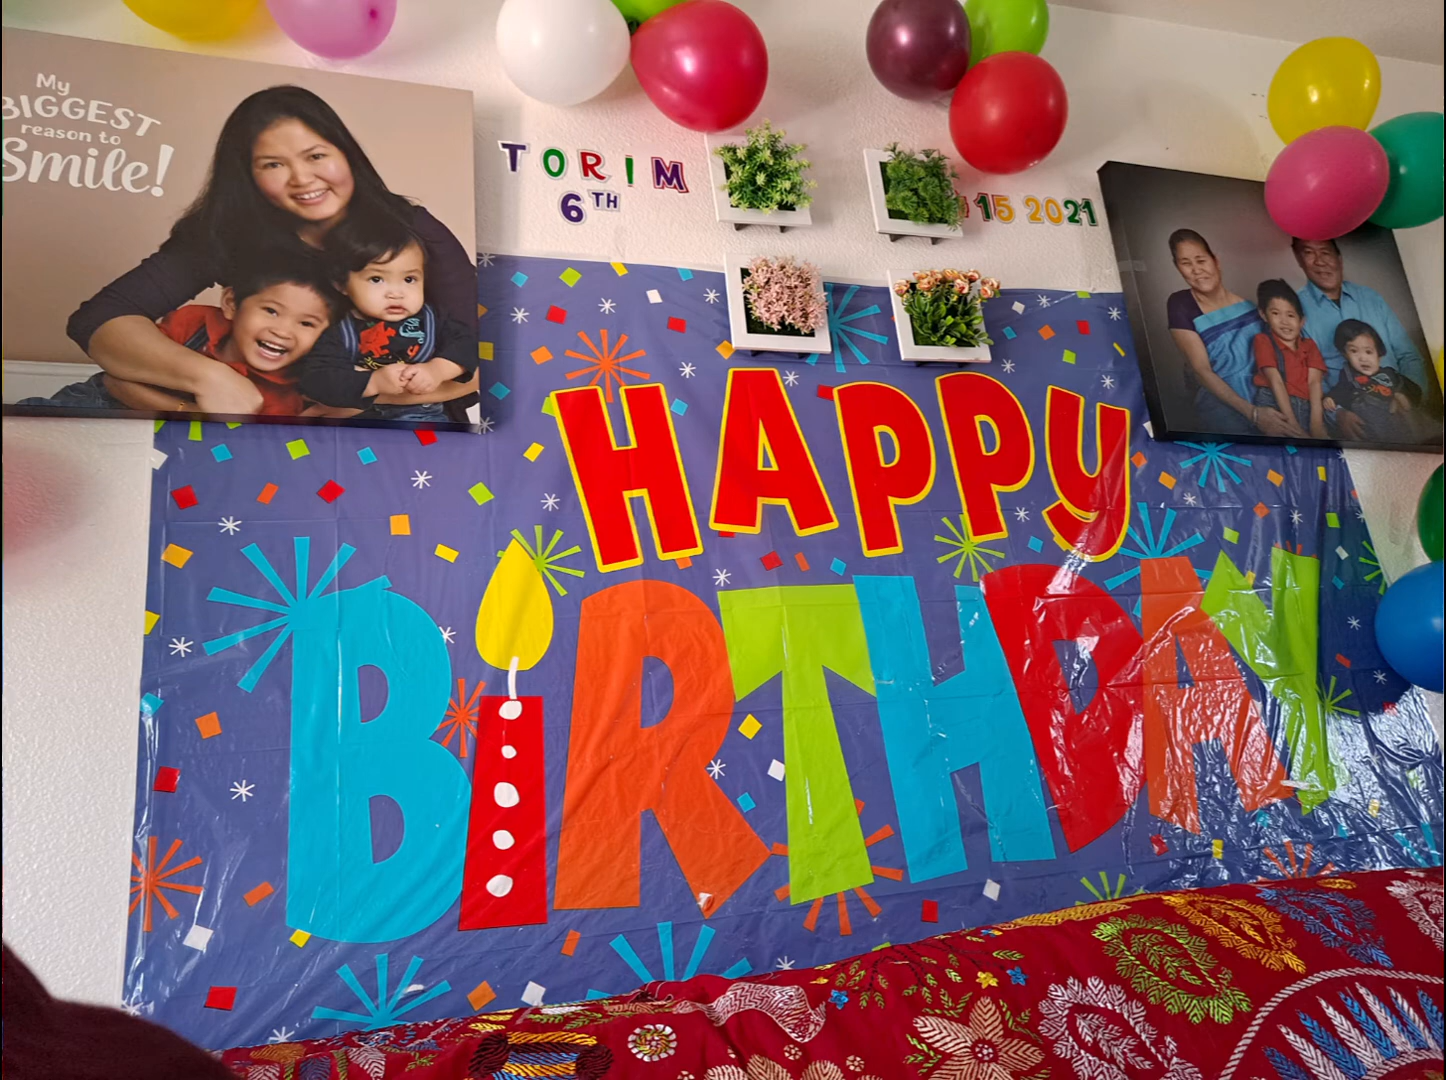 My
BIGGEST
reason to
Smile!
TORIM
6TH
15 2021
HAPPY
BIRTHDAY